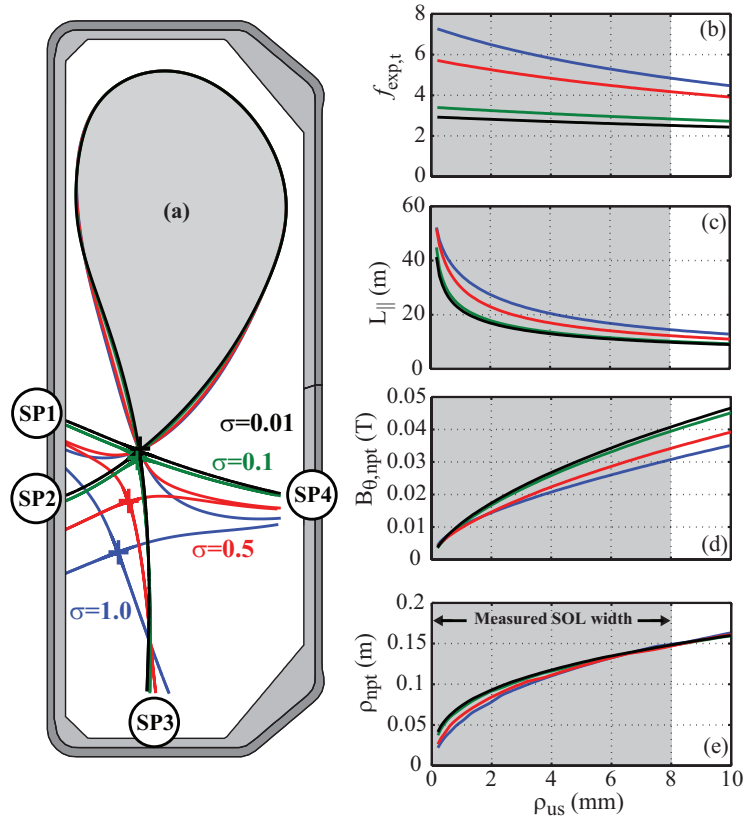 (a)
SP1
SP2
SP3
SP4
σ=0.01
σ=0.1
σ=0.5
σ=1.0
(b)
f_exp,t
8
6
4
2
0
(c)
L_|| (m)
60
40
20
0
(d)
B_θ,npt (T)
0.05
0.04
0.03
0.02
0.01
0
(e)
Measured SOL width
ρ_npt (m)
0.2
0.15
0.1
0.05
0
0 2 4 6 8 10
ρ_us (mm)